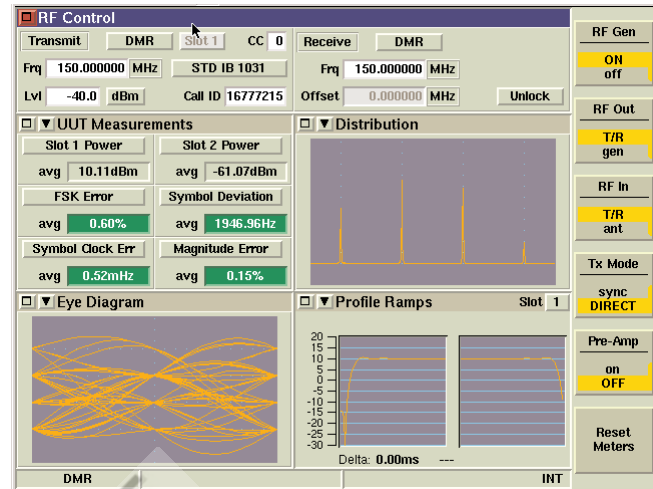 RF Control
Transmit DMR Slot 1 CC 0
Frq 150.000000 MHz STD IB 1031
Lvl -40.0 dBm Call ID 16777215
Receive DMR
Frq 150.000000 MHz
Offset 0.000000 MHz Unlock
UUT Measurements
Slot 1 Power Slot 2 Power
avg 10.11dBm avg -61.07dBm
FSK Error Symbol Deviation
avg 0.60% avg 1946.96Hz
Symbol Clock Err Magnitude Error
avg 0.52mHz avg 0.15%
Distribution
Eye Diagram
Profile Ramps Slot 1
20
15
10
5
0
-5
-10
-15
-20
-25
-30
Delta: 0.00ms ---
DMR INT
RF Gen
ON
off
RF Out
T/R
gen
RF In
T/R
ant
Tx Mode
sync
DIRECT
Pre-Amp
on
OFF
Reset
Meters